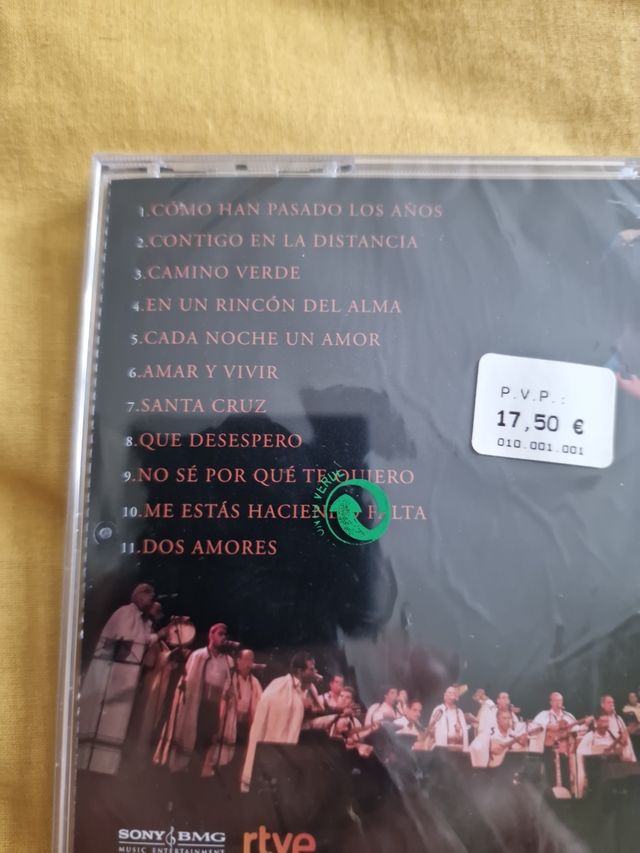 1.CÓMO HAN PASADO LOS AÑOS
2.CONTIGO EN LA DISTANCIA
3.CAMINO VERDE
4.EN UN RINCÓN DEL ALMA
5.CADA NOCHE UN AMOR
6.AMAR Y VIVIR
7.SANTA CRUZ
8.QUE DESESPERO
9.NO SÉ POR QUÉ TE QUIERO
10.ME ESTÁS HACIENDO FALTA
11.DOS AMORES
P.V.P.:
17,50 €
010.001.001
VERDE
SONY BMG
MUSIC ENTERTAINMENT
rtve